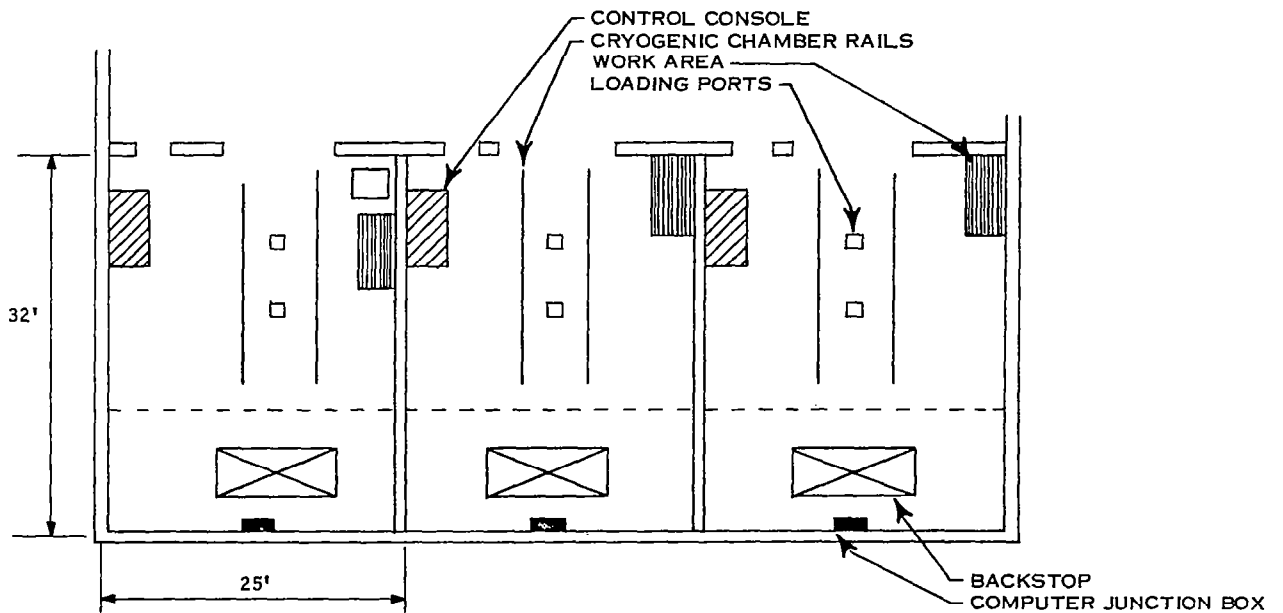 CONTROL CONSOLE
CRYOGENIC CHAMBER RAILS
WORK AREA
LOADING PORTS
32'
25'
BACKSTOP
COMPUTER JUNCTION BOX